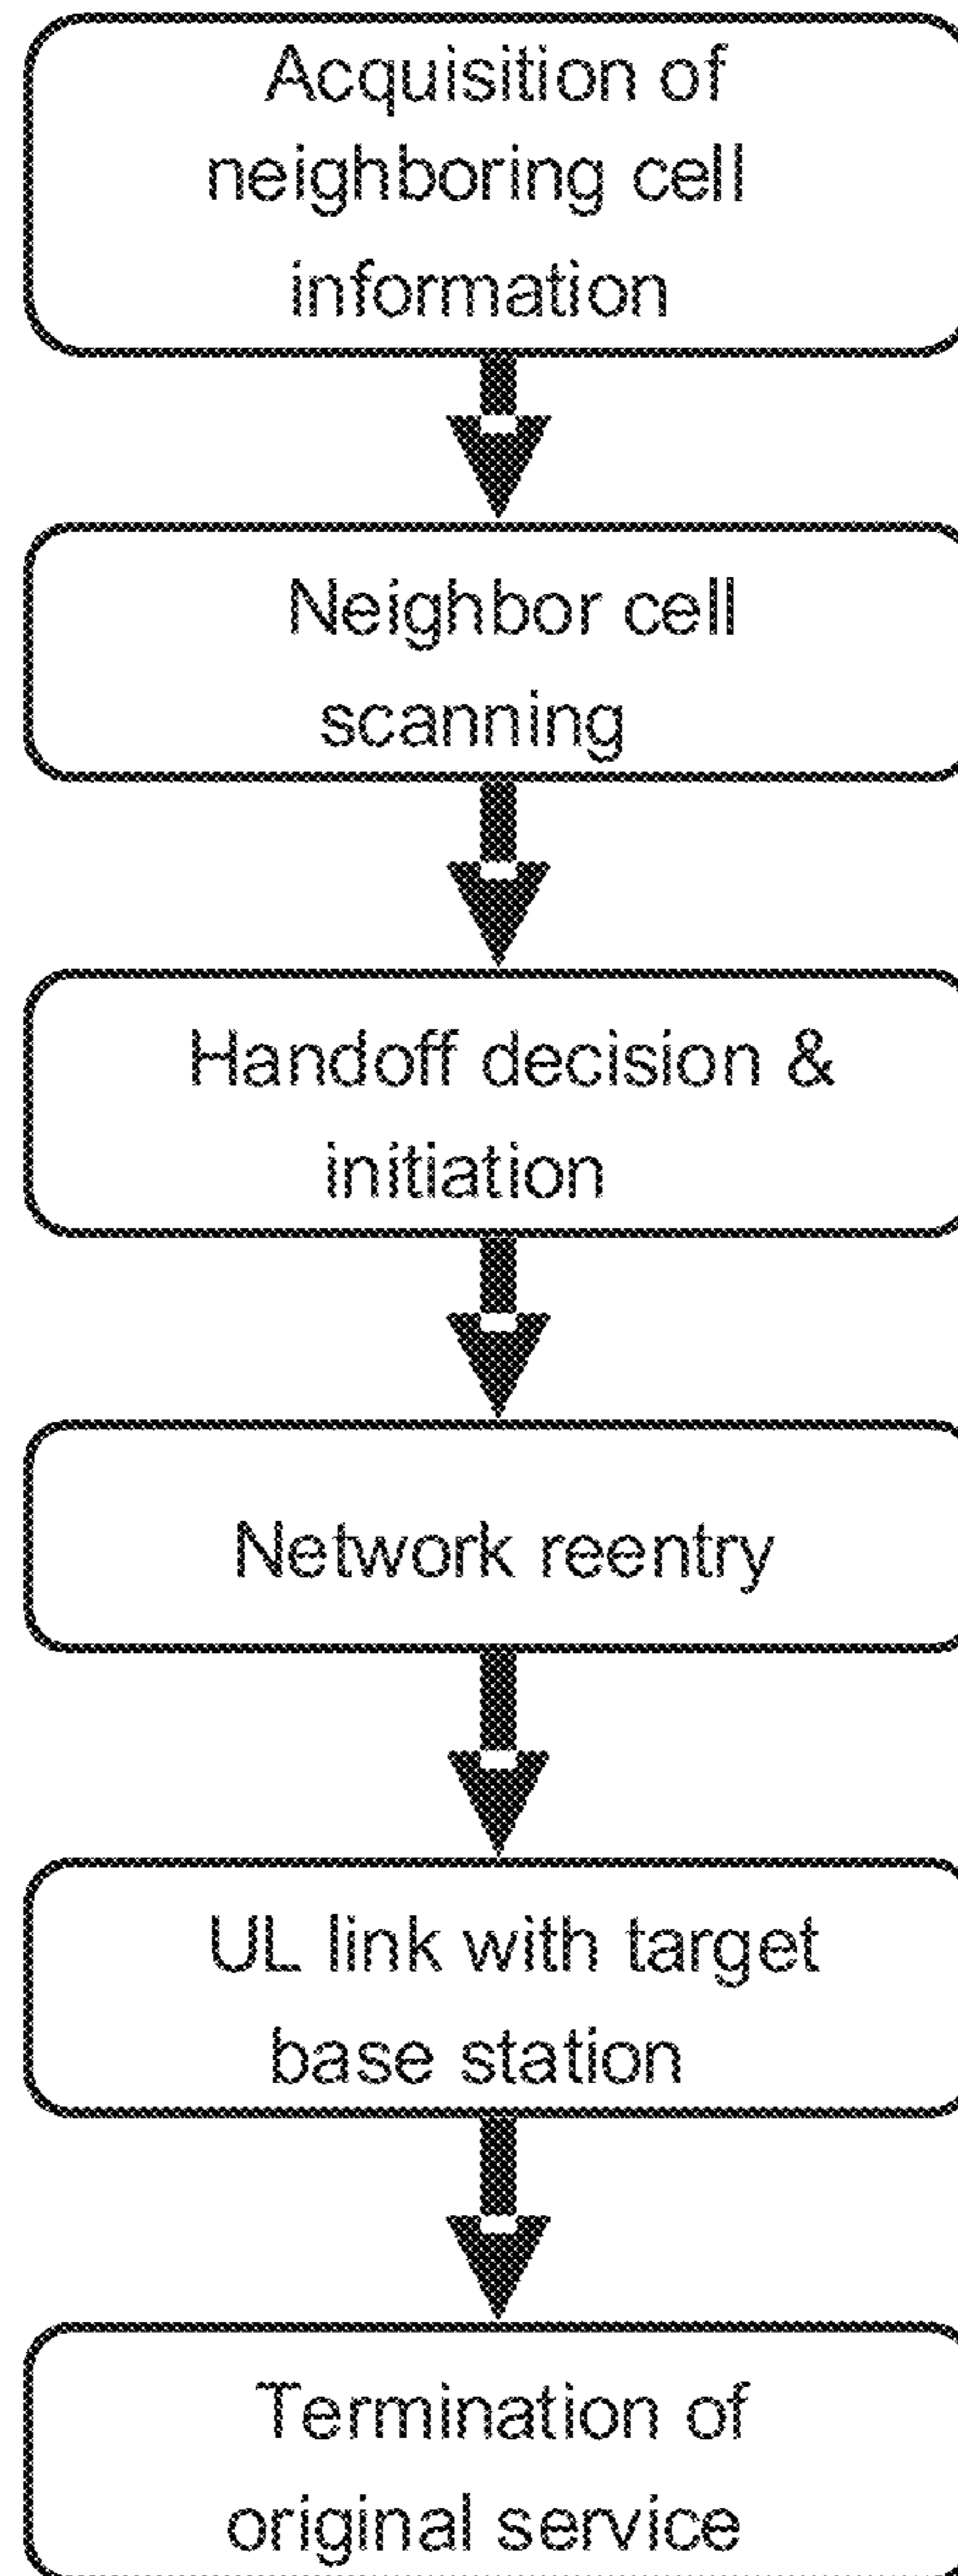 Acquisition of
neighboring cell
information
Neighbor cell
scanning
Handoff decision &
initiation
Network reentry
UL link with target
base station
Termination of
original service